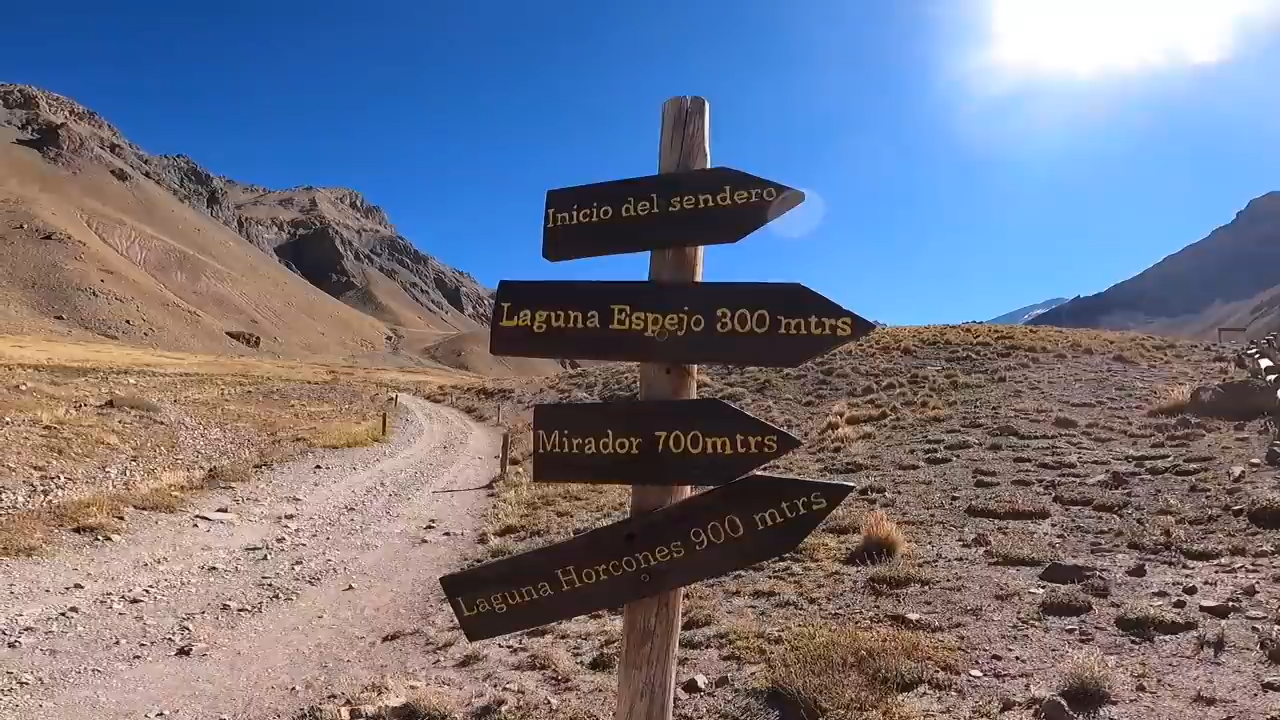 Inicio del sendero
Laguna Espejo 300 mtrs
Mirador 700mtrs
Laguna Horcones 900 mtrs